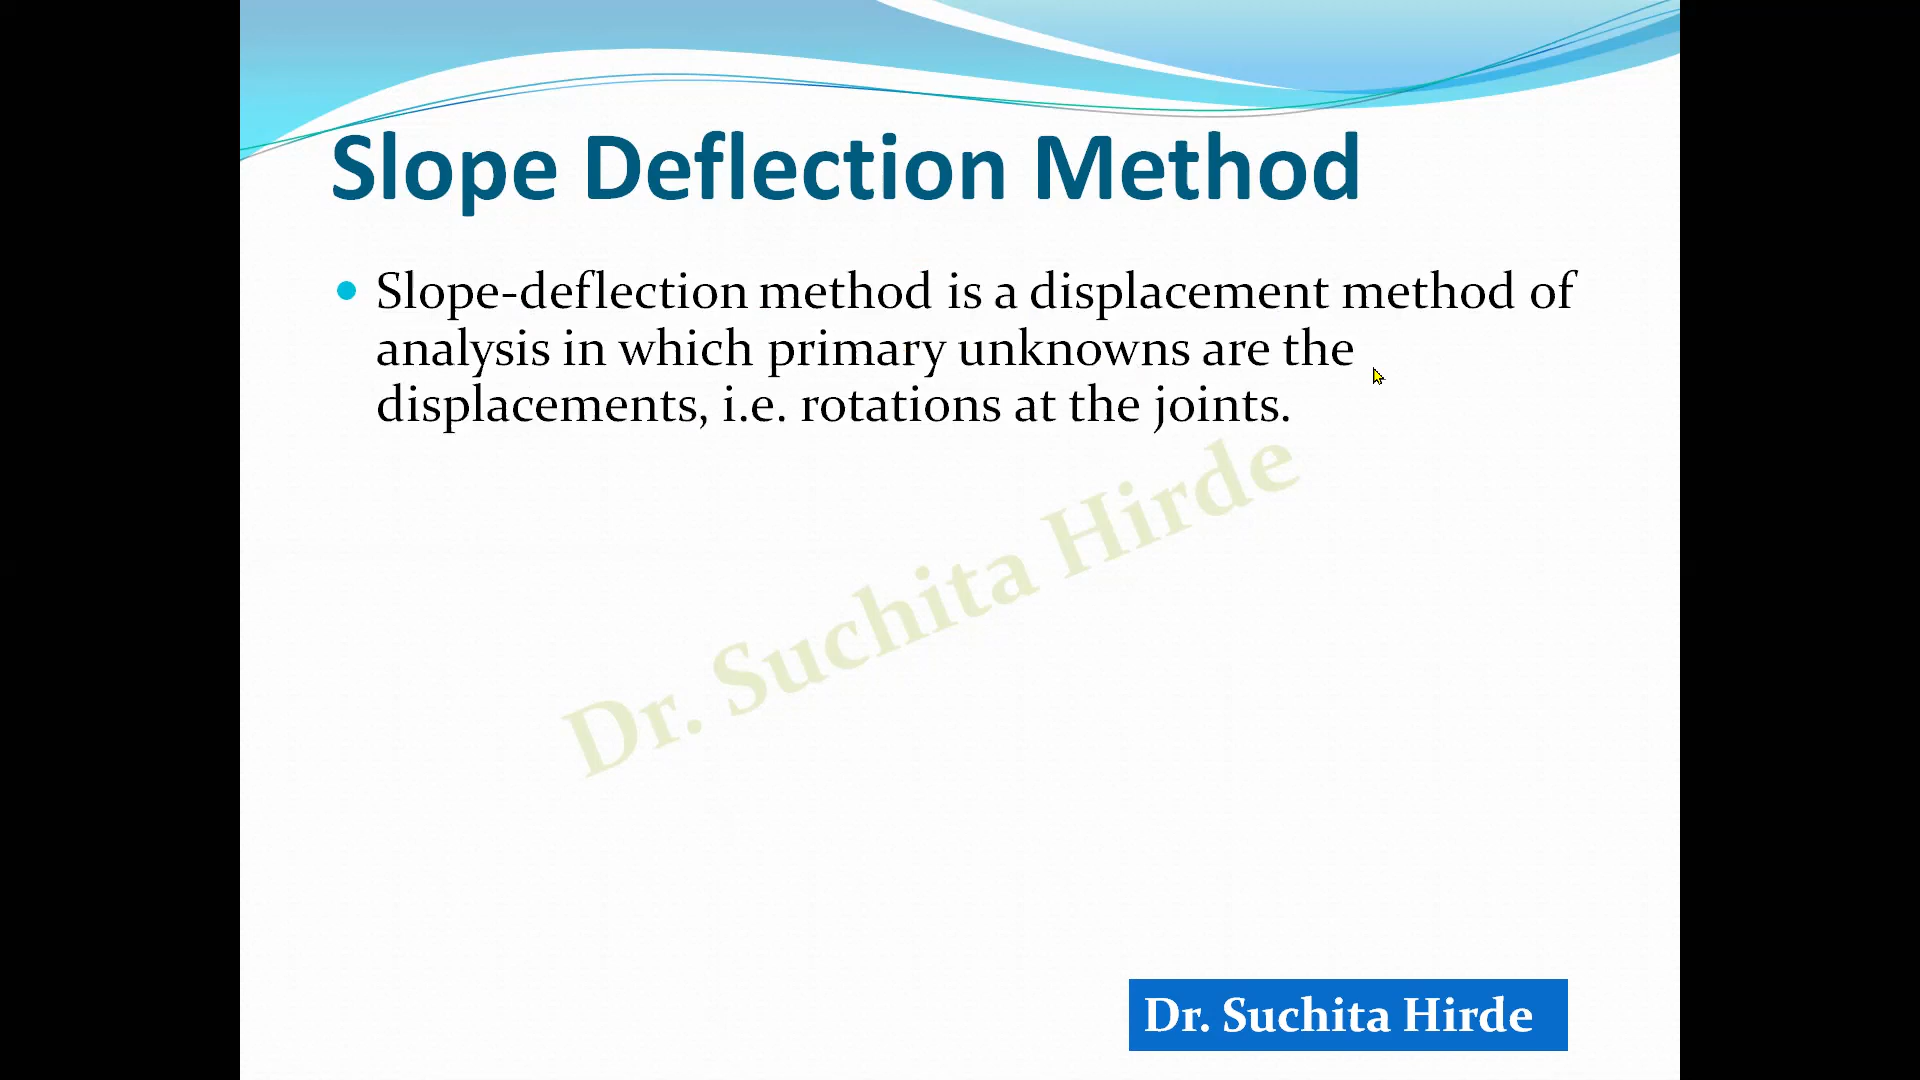 Slope Deflection Method
• Slope-deflection method is a displacement method of
analysis in which primary unknowns are the
displacements, i.e. rotations at the joints.
Dr. Suchita Hirde
Dr. Suchita Hirde